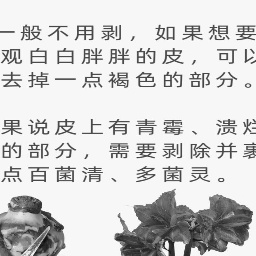 一般不用剥，如果想要
观白白胖胖的皮，可以
去掉一点褐色的部分。
果说皮上有青霉、溃烂
的部分，需要剥除并裹
点百菌清、多菌灵。